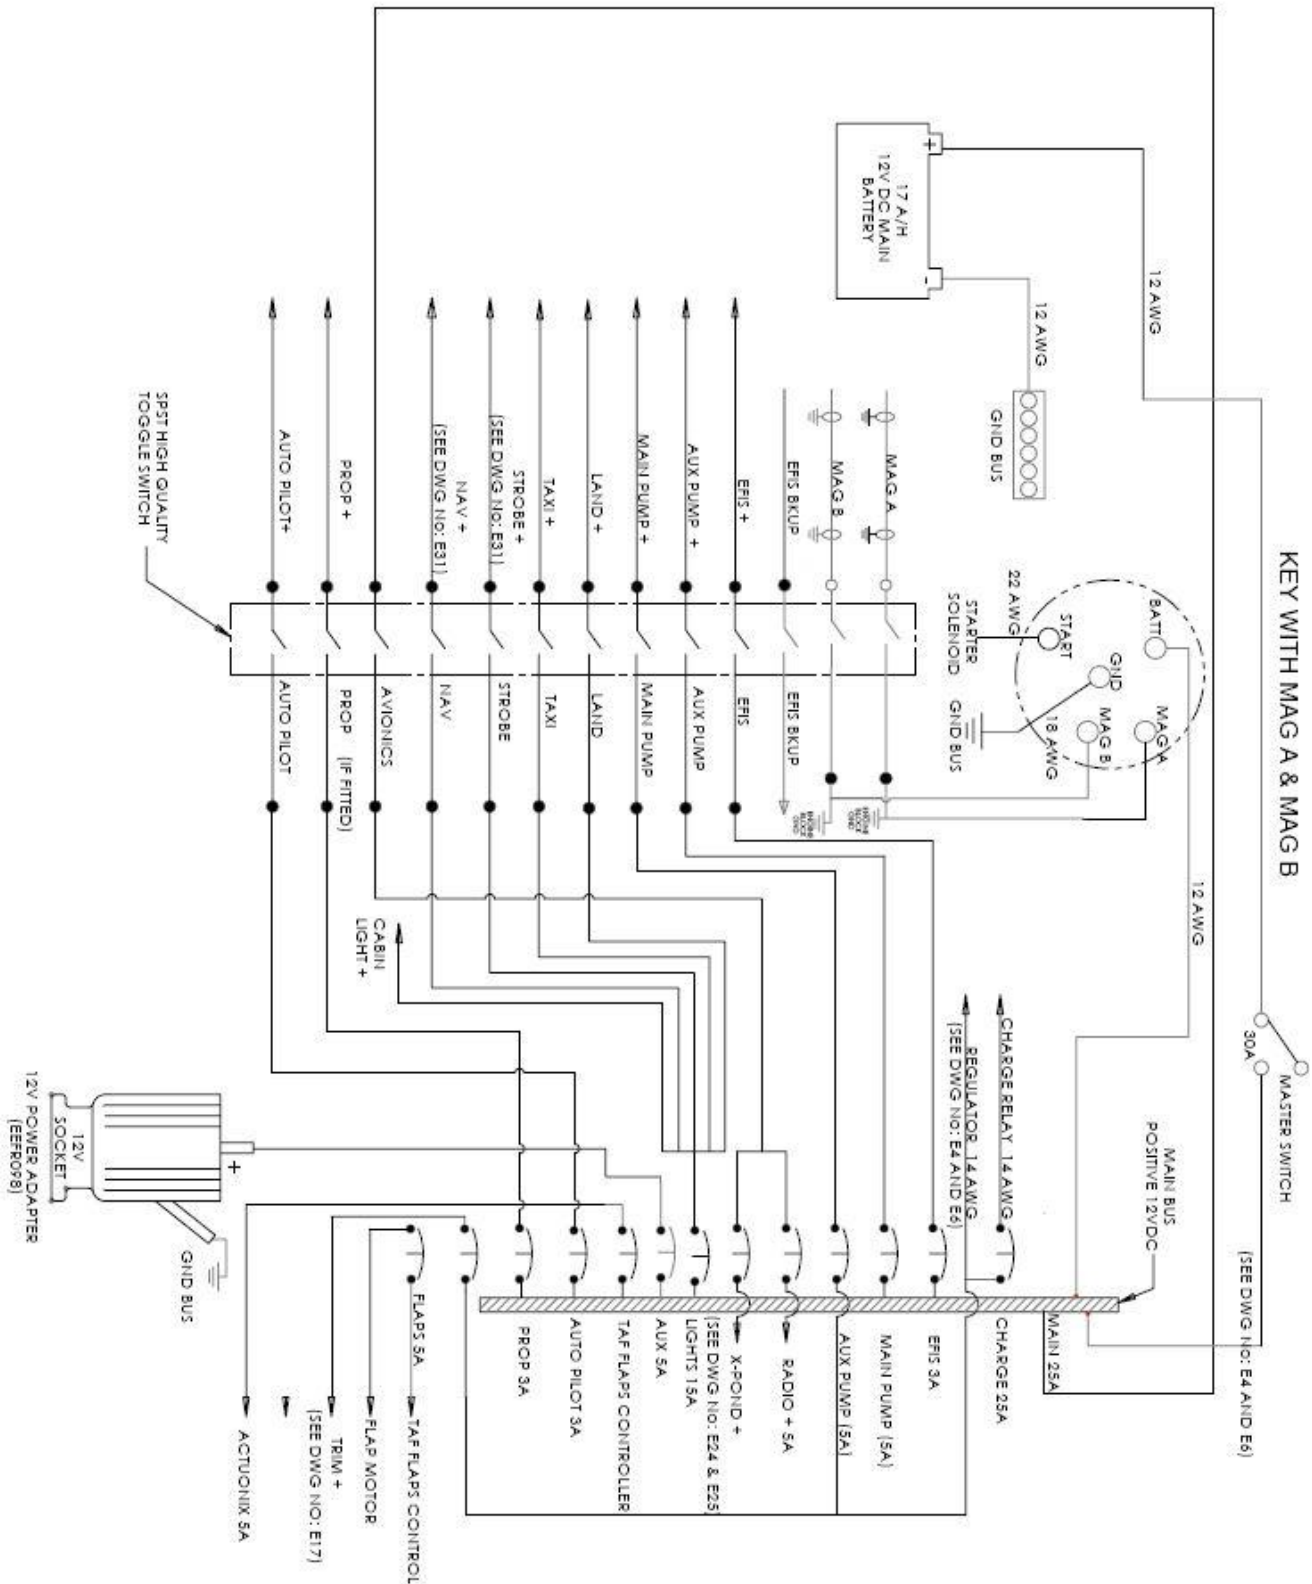 KEY WITH MAG A & MAG B
MASTER SWITCH
30A
(SEE DWG No: E4 AND E6)
12 AWG
12 AWG
12 AWG
17 A/H
12V DC MAIN
BATTERY
+
-
GND BUS
BATT
MAG A
START
GND
MAG B
22 AWG
18 AWG
STARTER
SOLENOID
GND BUS
MAIN BUS
POSITIVE 12VDC
CHARGE RELAY 14 AWG
REGULATOR 14 AWG
(SEE DWG No: E4 AND E6)
MAG A
MAG B
ENGINE
BLOCK
GND
ENGINE
BLOCK
GND
EFIS BKUP
EFIS BKUP
EFIS +
EFIS
AUX PUMP +
AUX PUMP
MAIN PUMP +
MAIN PUMP
LAND +
LAND
TAXI +
TAXI
STROBE +
(SEE DWG No: E31)
STROBE
NAV +
(SEE DWG No: E31)
NAV
AVIONICS
PROP +
PROP (IF FITTED)
AUTO PILOT+
AUTO PILOT
SPST HIGH QUALITY
TOGGLE SWITCH
CABIN
LIGHT +
MAIN 25A
CHARGE 25A
EFIS 3A
MAIN PUMP (5A)
AUX PUMP (5A)
RADIO + 5A
X-POND +
(SEE DWG No: E24 & E25)
LIGHTS 15A
AUX 5A
TAF FLAPS CONTROLLER
AUTO PILOT 3A
PROP 3A
FLAPS 5A
TAF FLAPS CONTROL
FLAP MOTOR
TRIM +
(SEE DWG NO: E17)
ACTUONIX 5A
+
GND BUS
12V
SOCKET
12V POWER ADAPTER
(EEFR098)